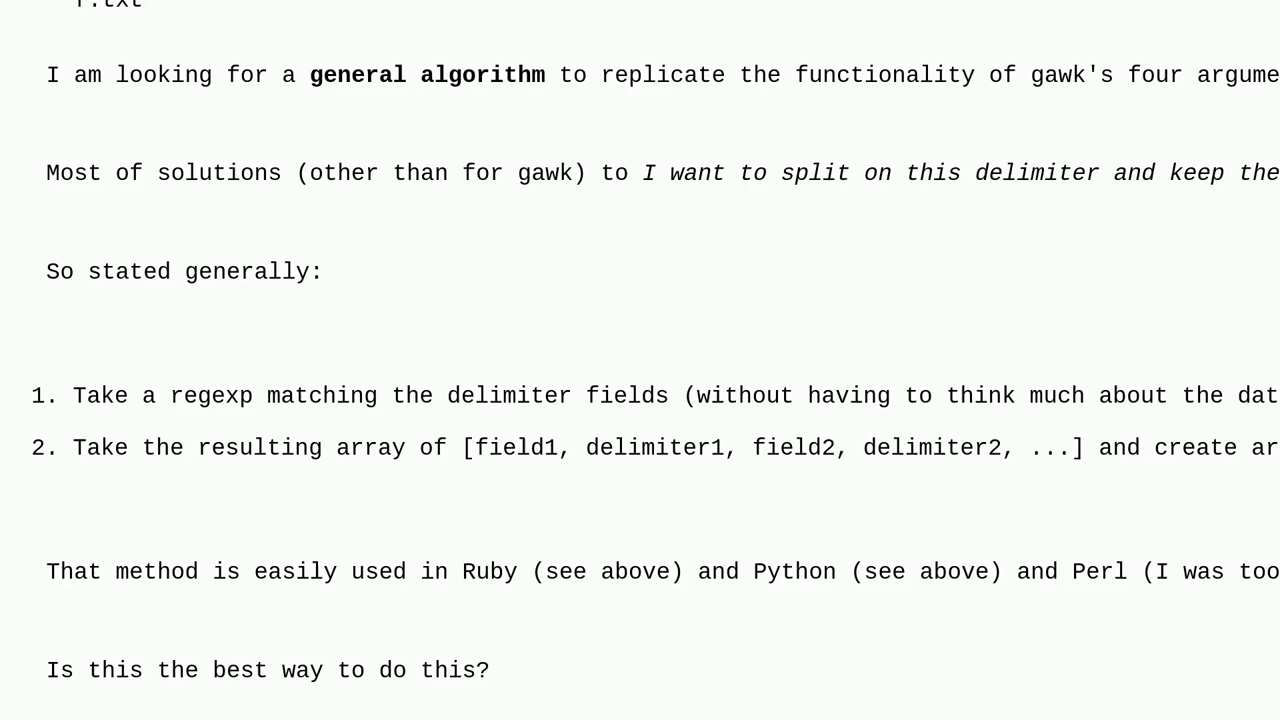 r.txt
I am looking for a general algorithm to replicate the functionality of gawk's four argume
Most of solutions (other than for gawk) to I want to split on this delimiter and keep the
So stated generally:
1. Take a regexp matching the delimiter fields (without having to think much about the dat
2. Take the resulting array of [field1, delimiter1, field2, delimiter2, ...] and create ar
That method is easily used in Ruby (see above) and Python (see above) and Perl (I was too
Is this the best way to do this?